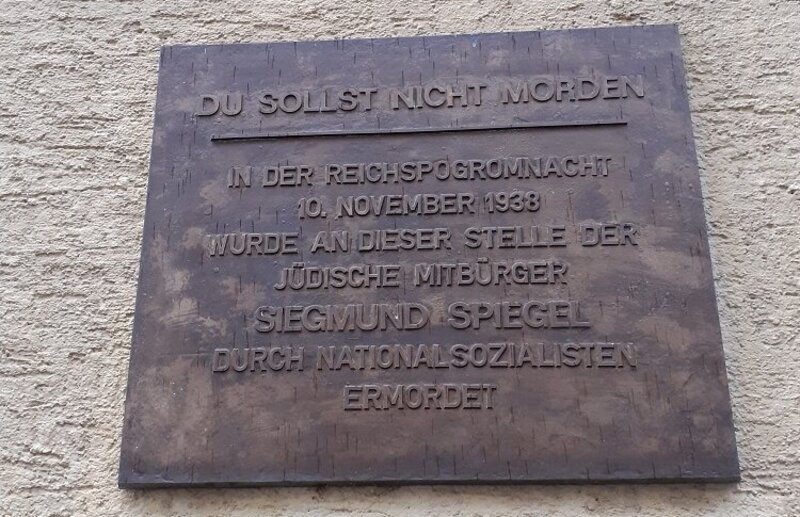 DU SOLLST NICHT MORDEN
IN DER REICHSPOGROMNACHT
10. NOVEMBER 1938
WURDE AN DIESER STELLE DER
JÜDISCHE MITBÜRGER
SIEGMUND SPIEGEL
DURCH NATIONALSOZIALISTEN
ERMORDET